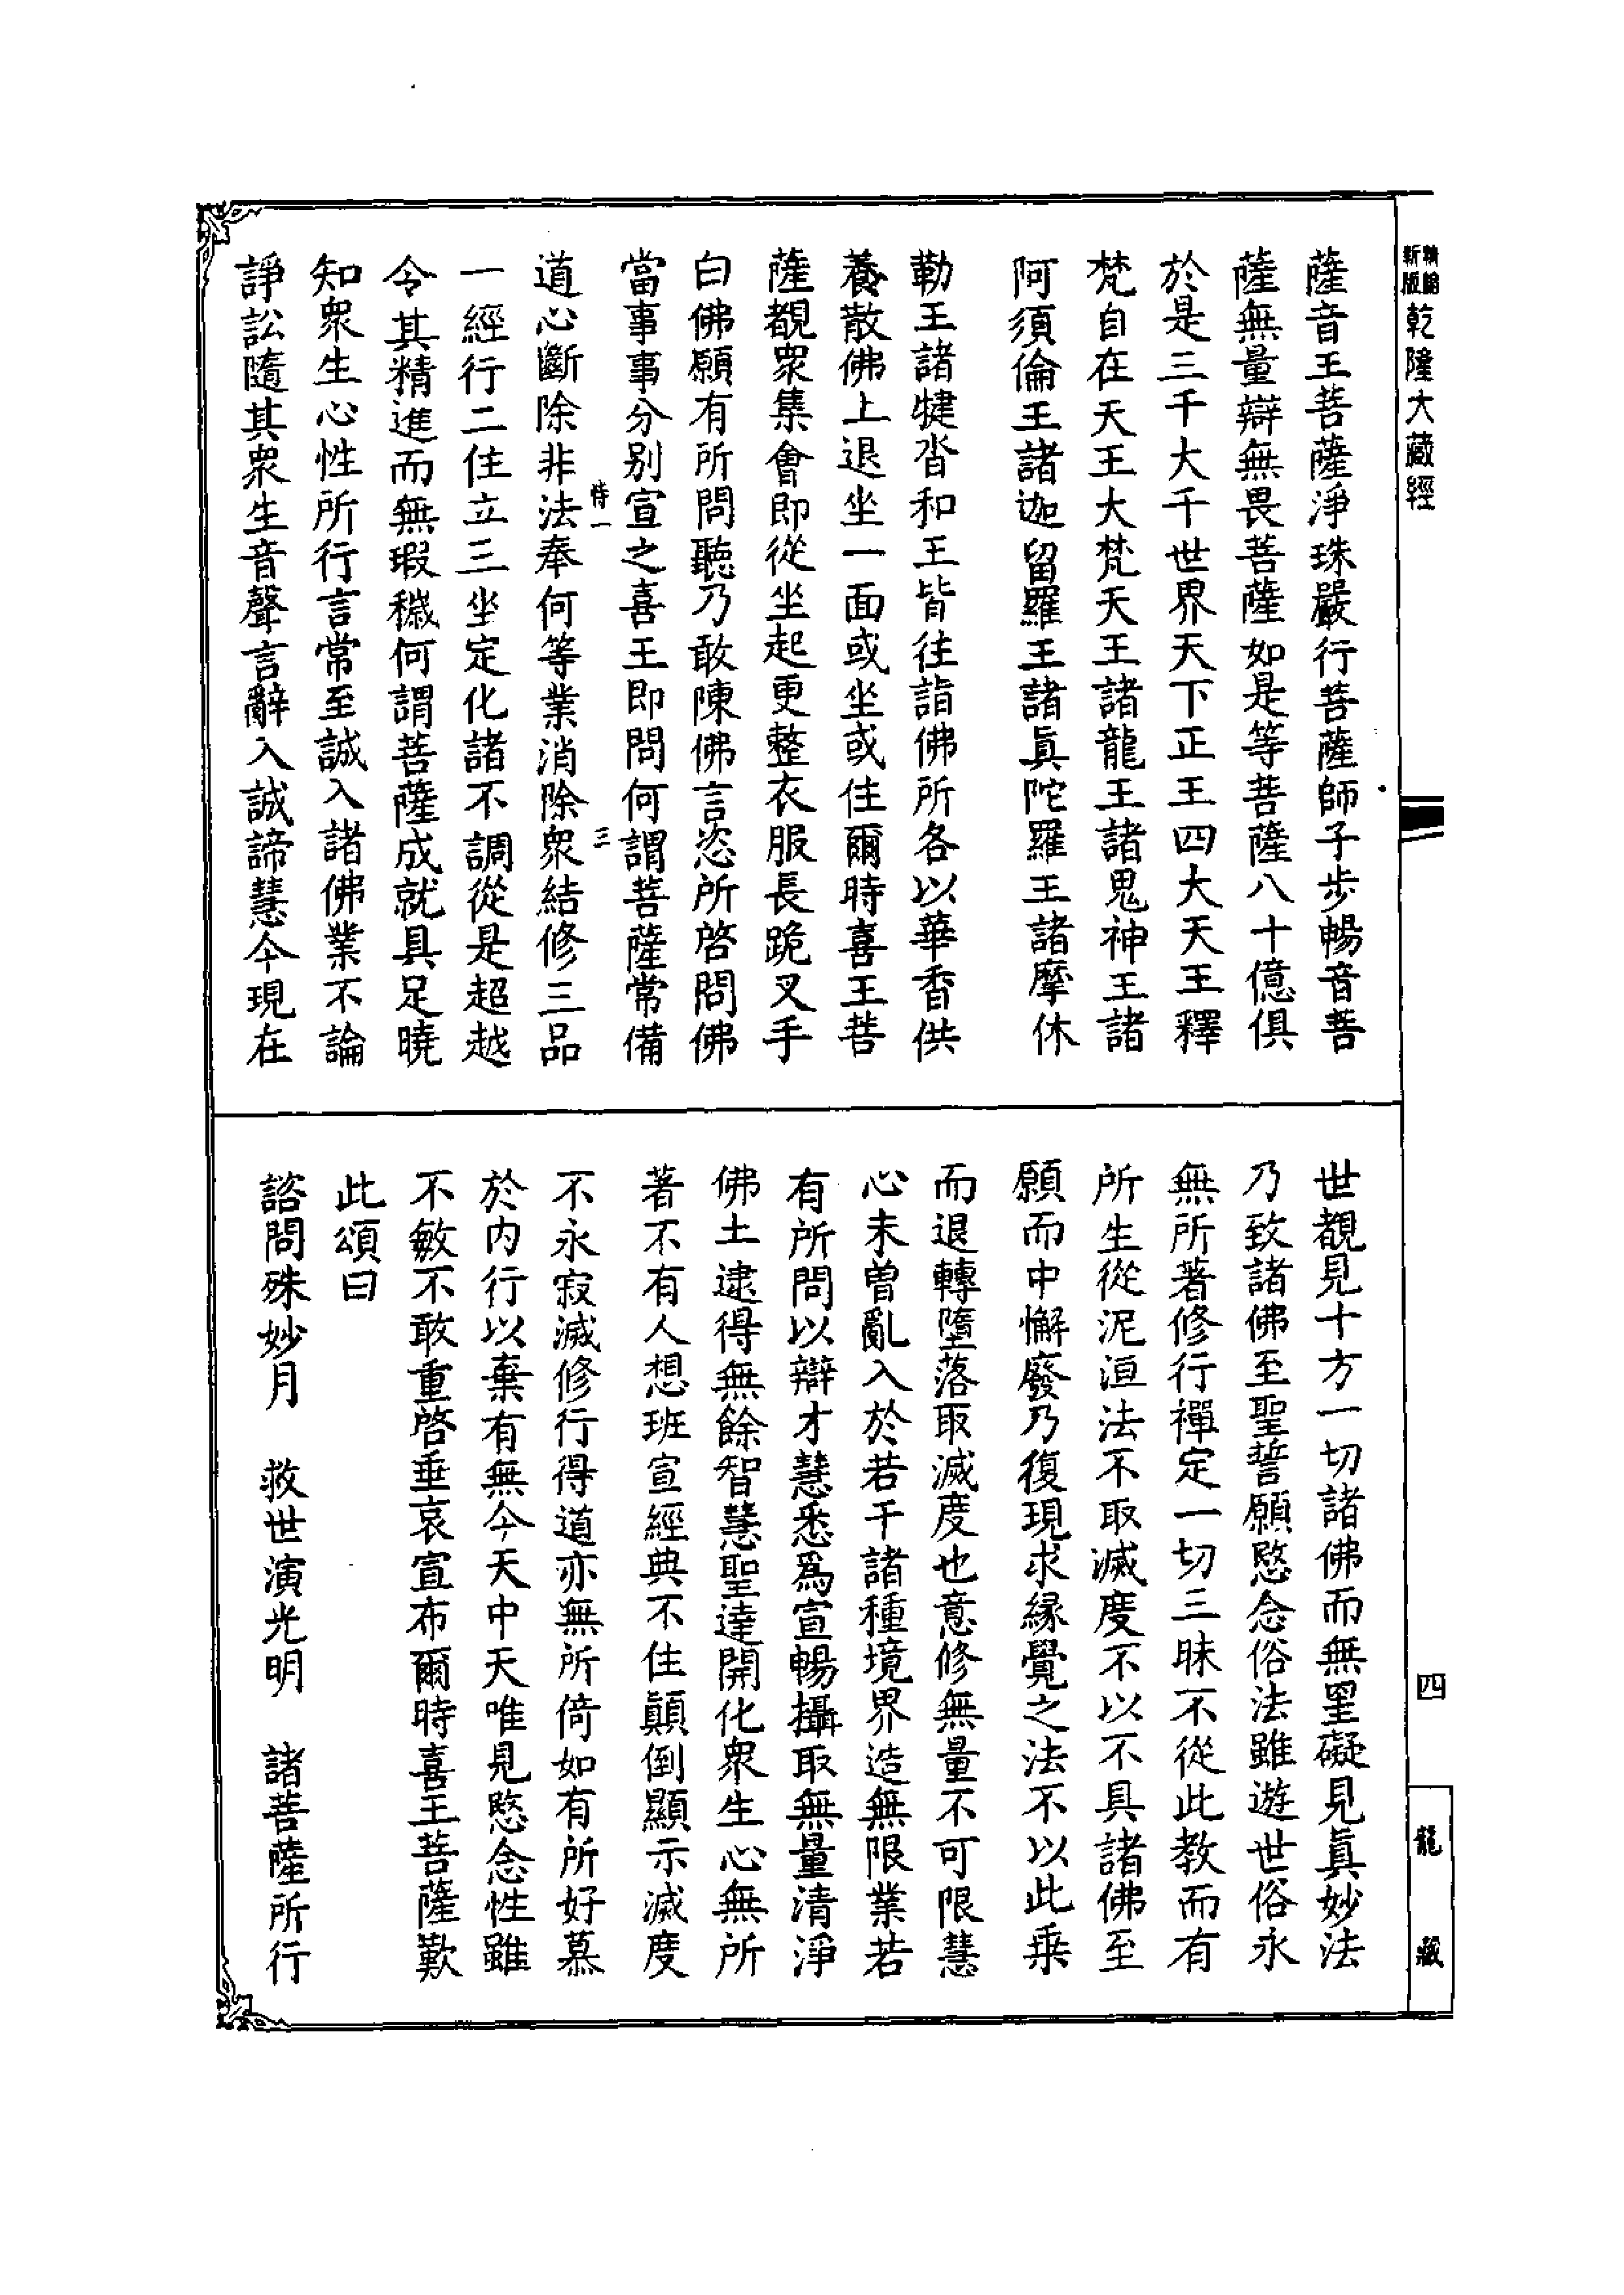 新版
乾隆大藏經
薩音王菩薩淨珠嚴行菩薩師子步暢音菩
薩無量辯無畏菩薩如是等菩薩八十億俱
於是三千大千世界天下正王四大天王釋
梵自在天王大梵天王諸龍王諸鬼神王諸
阿須倫王諸迦留羅王諸眞陀羅王諸摩休
勒王諸犍沓和王皆往詣佛所各以華香供
養散佛上退坐一面或坐或住爾時喜王菩
薩覩衆集會即從坐起更整衣服長跪叉手
白佛願有所問聽乃敢陳佛言恣所啓問佛
當事事分別宣之喜王即問何謂菩薩常備
三
道心斷除非法奉何等業消除衆結修三品
一經行二住立三坐定化諸不調從是超越
令其精進而無瑕穢何謂菩薩成就具足曉
知衆生心性所行言常至誠入諸佛業不論
諍訟隨其衆生音聲言辭入誠諦慧今現在
世覩見十方一切諸佛而無罣礙見眞妙法
乃致諸佛至聖誓願愍念俗法雖遊世俗永
無所著修行禪定一切三昧不從此教而有
所生從泥洹法不取滅度不以不具諸佛至
願而中懈廢乃復現求緣覺之法不以此乘
而退轉墮落取滅度也意修無量不可限慧
心未曾亂入於若干諸種境界造無限業若
有所問以辯才慧悉爲宣暢攝取無量清淨
佛土逮得無餘智慧聖達開化衆生心無所
著不有人想班宣經典不住顛倒顯示滅度
不永寂滅修行得道亦無所倚如有所好慕
於内行以棄有無今天中天唯見愍念性雖
不敏不敢重啓垂哀宣布爾時喜王菩薩歎
此頌曰
諮問殊妙月　救世演光明　諸菩薩所行
四
龍藏